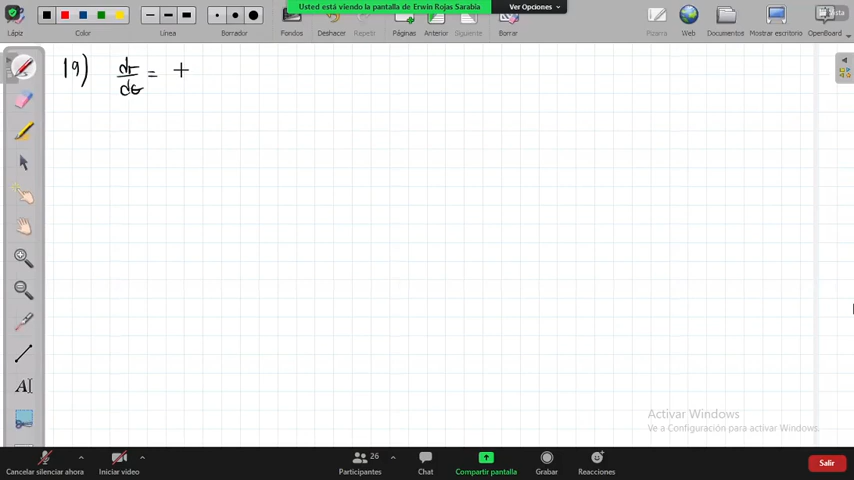 Usted está viendo la pantalla de Erwin Rojas Sarabia
Ver Opciones
Lápiz
Color
Línea
Borrador
Fondos
Deshacer
Repetir
Páginas
Anterior
Siguiente
Borrar
Pizarra
Web
Documentos
Mostrar escritorio
OpenBoard
19) dr/dθ = +
A
Activar Windows
Ve a Configuración para activar Windows.
Cancelar silenciar ahora
Iniciar video
26
Participantes
Chat
Compartir pantalla
Grabar
Reacciones
Salir